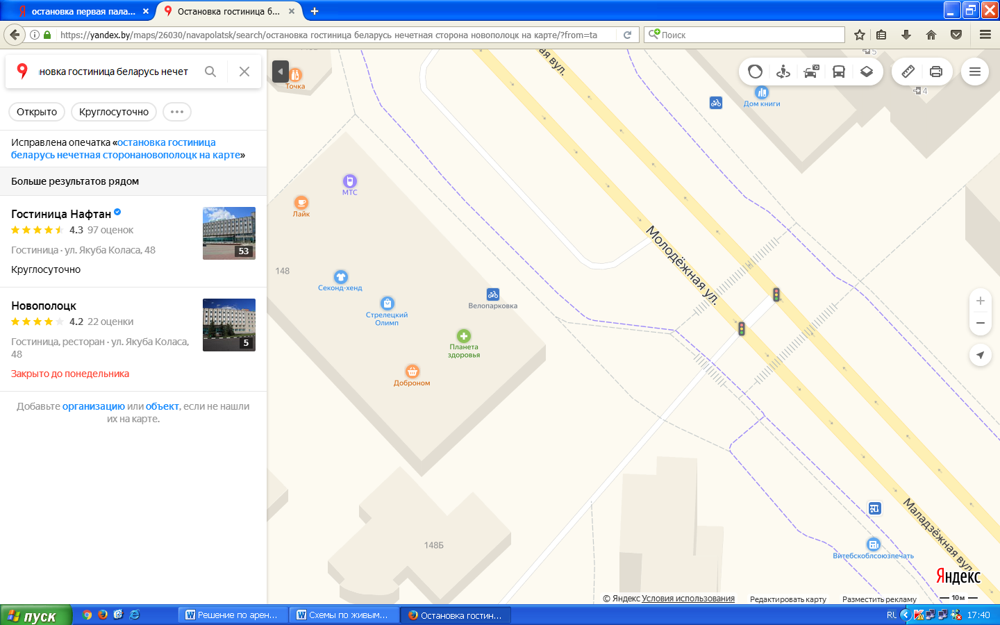 остановка первая пала...
Остановка гостиница б...
https://yandex.by/maps/26030/navapolatsk/search/остановка гостиница беларусь нечетная сторона новополоцк на карте/?from=ta
Поиск
новка гостиница беларусь нечет
Открыто
Круглосуточно
Исправлена опечатка «остановка гостиница
беларусь нечетная сторонановополоцк на карте»
Больше результатов рядом
Гостиница Нафтан
4.3 97 оценок
Гостиница · ул. Якуба Коласа, 48
Круглосуточно
53
Новополоцк
4.2 22 оценки
Гостиница, ресторан · ул. Якуба Коласа,
48
Закрыто до понедельника
5
Добавьте организацию или объект, если не нашли
их на карте.
Точка
ная вул.
5
4
Дом книги
МТС
Лайк
148
Секонд-хенд
Стрелецкий
Олимп
Велопарковка
Планета
здоровья
Доброном
Молодёжная ул.
148Б
Маладзёжная вул.
Витебскоблсоюзпечать
Яндекс
© Яндекс Условия использования
Редактировать карту
Разместить рекламу
10 м
пуск
Решение по арен...
Схемы по живым...
Остановка гостин...
RU
17:40